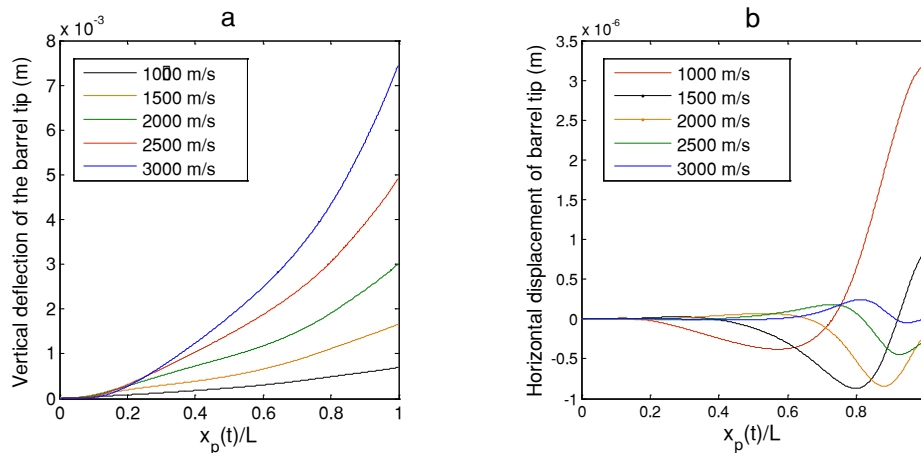 a
x 10⁻³
8
7
6
5
4
3
2
1
0
0 0.2 0.4 0.6 0.8 1
Vertical deflection of the barrel tip (m)
x_p(t)/L
1500 m/s
2000 m/s
2500 m/s
3000 m/s
b
x 10⁻⁶
3.5
3
2.5
2
1.5
1
0.5
0
-0.5
-1
0 0.2 0.4 0.6 0.8
Horizontal displacement of barrel tip (m)
x_p(t)/L
1000 m/s
1500 m/s
2000 m/s
2500 m/s
3000 m/s